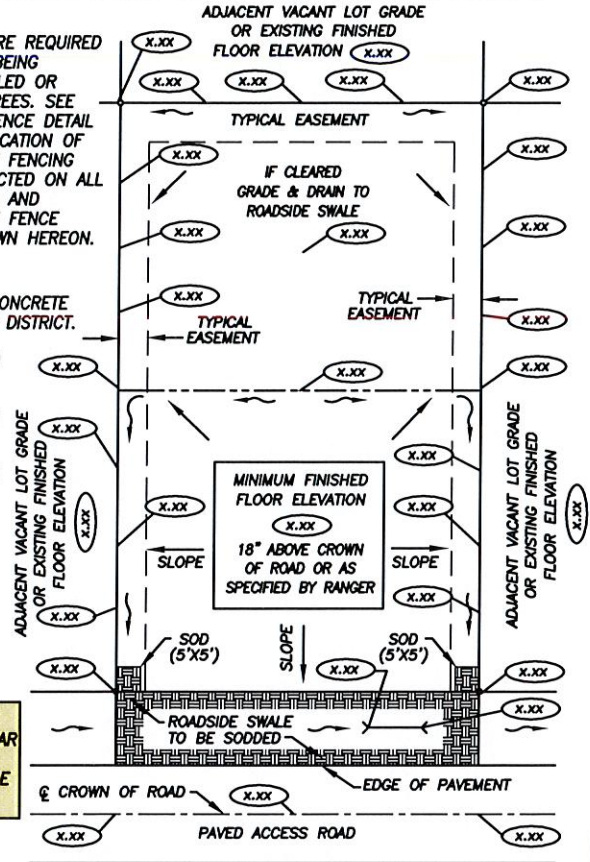 ADJACENT VACANT LOT GRADE
OR EXISTING FINISHED
FLOOR ELEVATION X.XX
RE REQUIRED
BEING
LED OR
REES. SEE
ENCE DETAIL
CATION OF
FENCING
CTED ON ALL
AND
FENCE
WN HEREON.
ONCRETE
DISTRICT.
X.XX
X.XX
X.XX
X.XX
X.XX
TYPICAL EASEMENT
X.XX
X.XX
IF CLEARED
GRADE & DRAIN TO
ROADSIDE SWALE
X.XX
X.XX
X.XX
X.XX
TYPICAL
EASEMENT
TYPICAL
EASEMENT
X.XX
X.XX
X.XX
X.XX
ADJACENT VACANT LOT GRADE
OR EXISTING FINISHED
FLOOR ELEVATION
X.XX
X.XX
X.XX
X.XX
MINIMUM FINISHED
FLOOR ELEVATION
X.XX
18" ABOVE CROWN
OF ROAD OR AS
SPECIFIED BY RANGER
SLOPE
SLOPE
SLOPE
X.XX
X.XX
X.XX
ADJACENT VACANT LOT GRADE
OR EXISTING FINISHED
FLOOR ELEVATION
X.XX
SOD
(5'X5')
SOD
(5'X5')
X.XX
X.XX
X.XX
X.XX
ROADSIDE SWALE
TO BE SODDED
AR
E
EDGE OF PAVEMENT
℄ CROWN OF ROAD
X.XX
X.XX
PAVED ACCESS ROAD
X.XX